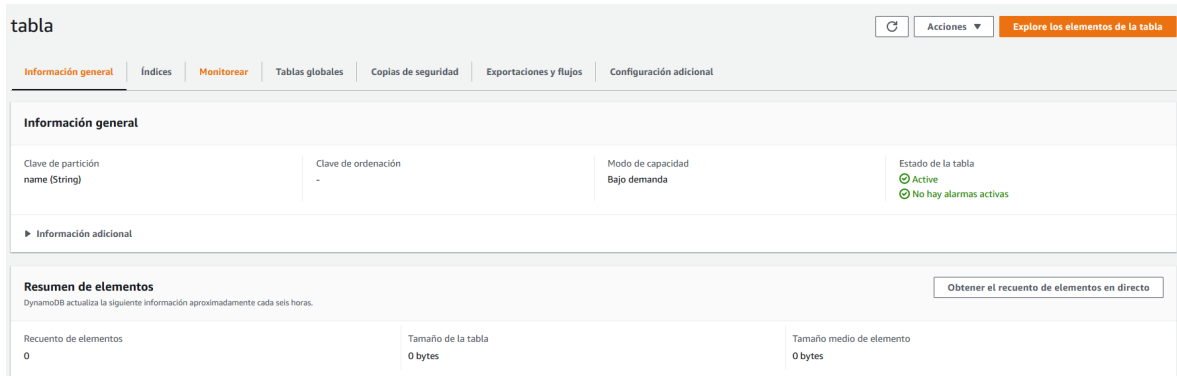 tabla
Acciones
Explore los elementos de la tabla
Información general
Índices
Monitorear
Tablas globales
Copias de seguridad
Exportaciones y flujos
Configuración adicional
Información general
Clave de partición
name (String)
Clave de ordenación
-
Modo de capacidad
Bajo demanda
Estado de la tabla
Active
No hay alarmas activas
Información adicional
Resumen de elementos
DynamoDB actualiza la siguiente información aproximadamente cada seis horas.
Obtener el recuento de elementos en directo
Recuento de elementos
0
Tamaño de la tabla
0 bytes
Tamaño medio de elemento
0 bytes